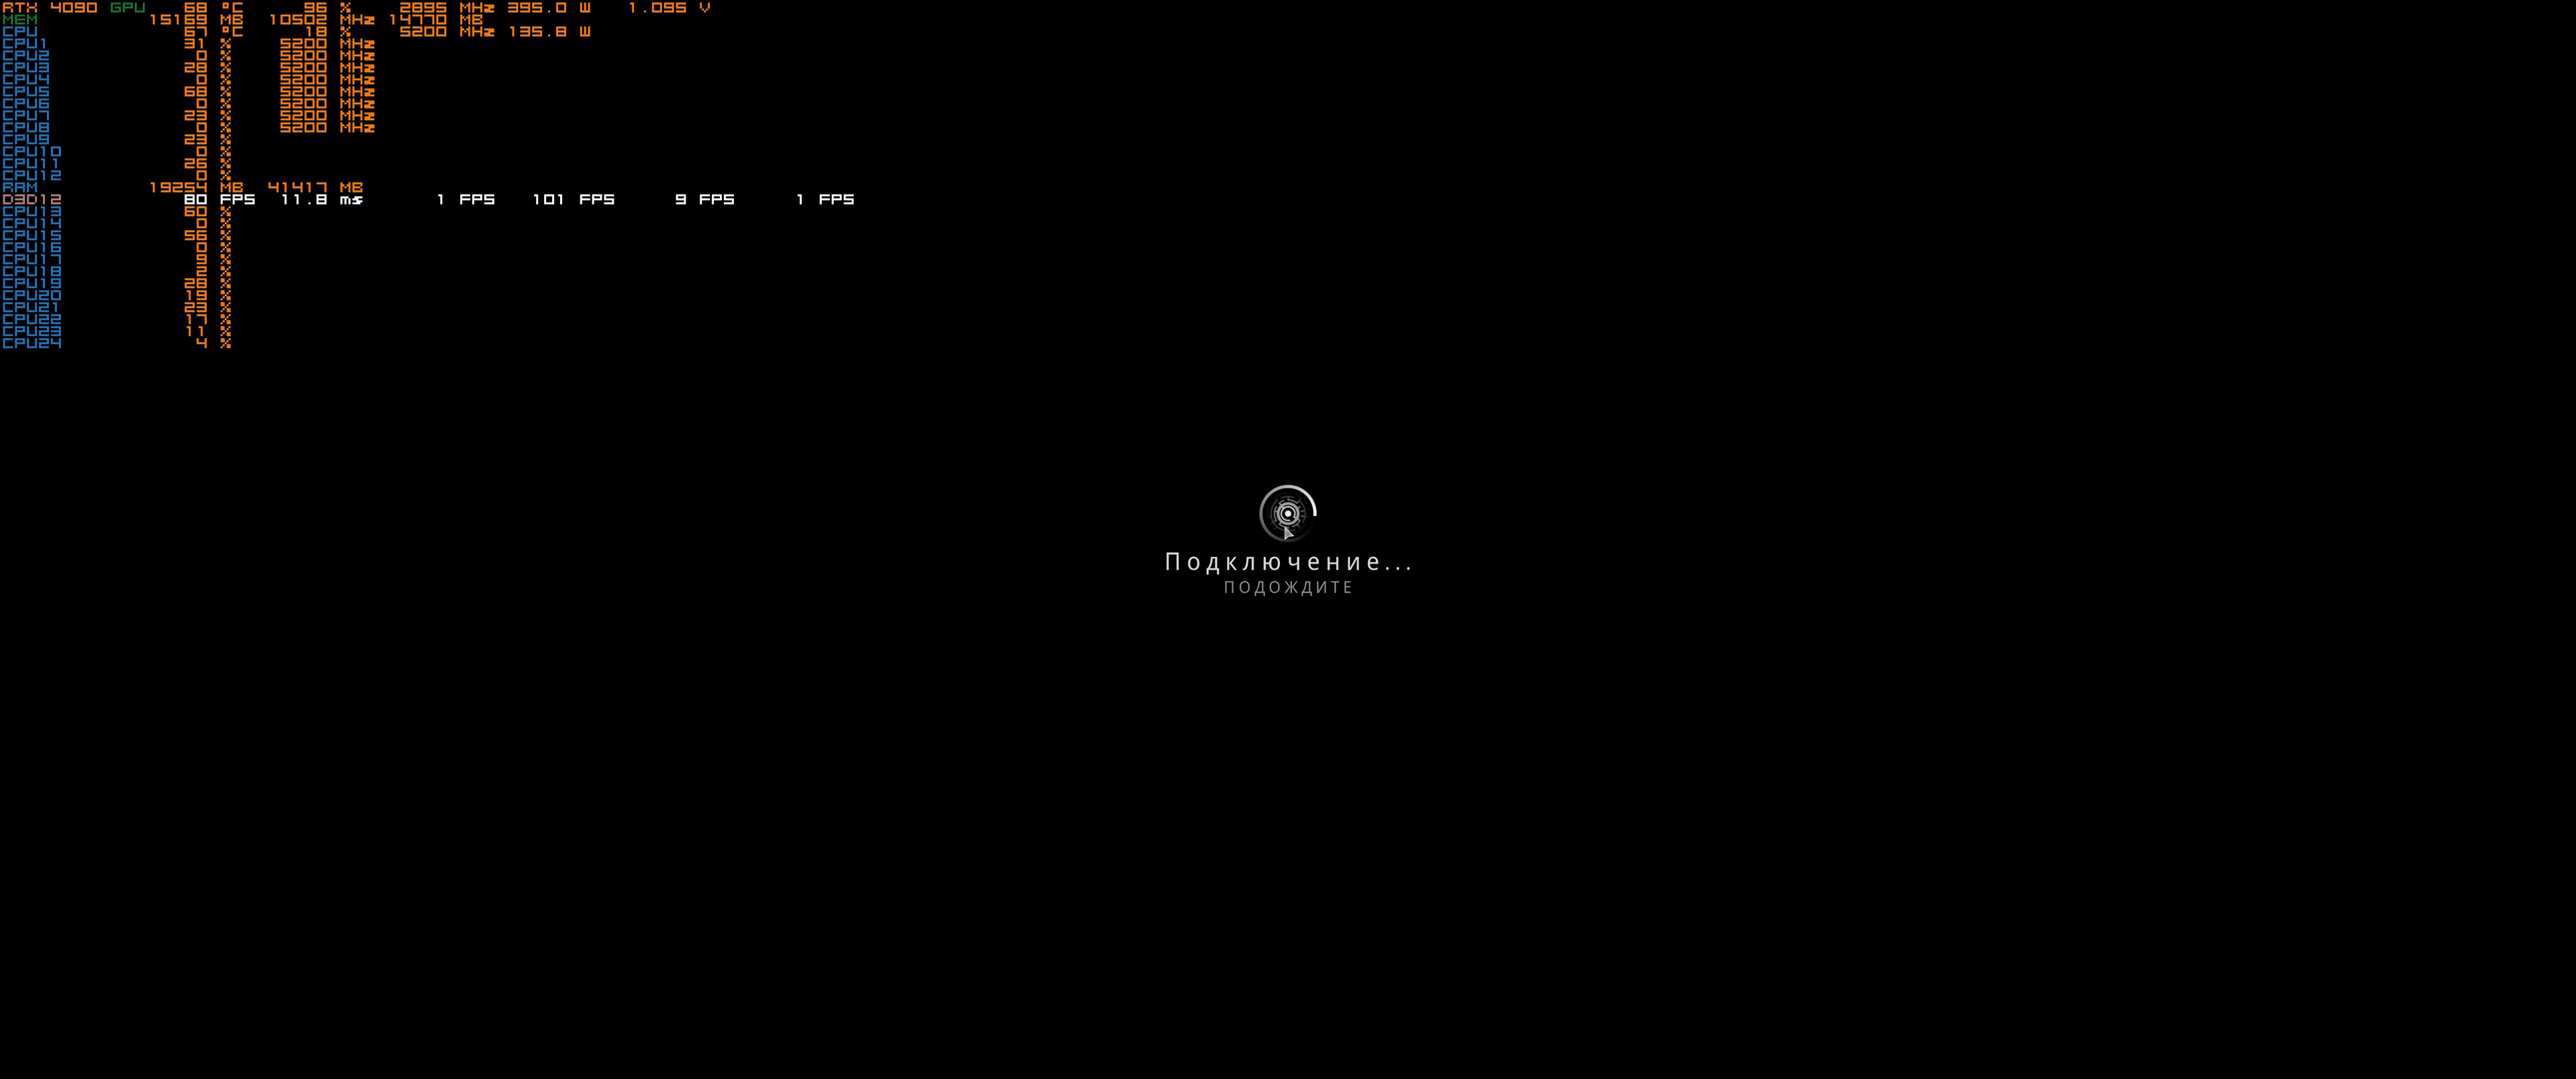 RTX 4090 GPU 68 °C 96 % 2895 MHz 395.0 W 1.095 V
MEM 15169 MB 10502 MHz 14770 MB
CPU 67 °C 18 % 5200 MHz 135.8 W
CPU1 31 % 5200 MHz
CPU2 0 % 5200 MHz
CPU3 28 % 5200 MHz
CPU4 0 % 5200 MHz
CPU5 68 % 5200 MHz
CPU6 0 % 5200 MHz
CPU7 23 % 5200 MHz
CPU8 0 % 5200 MHz
CPU9 23 %
CPU10 0 %
CPU11 26 %
CPU12 0 %
RAM 19254 MB 41417 MB
D3D12 80 FPS 11.8 ms 1 FPS 101 FPS 9 FPS 1 FPS
CPU13 60 %
CPU14 0 %
CPU15 56 %
CPU16 0 %
CPU17 9 %
CPU18 2 %
CPU19 28 %
CPU20 19 %
CPU21 23 %
CPU22 17 %
CPU23 11 %
CPU24 4 %
Подключение...
ПОДОЖДИТЕ